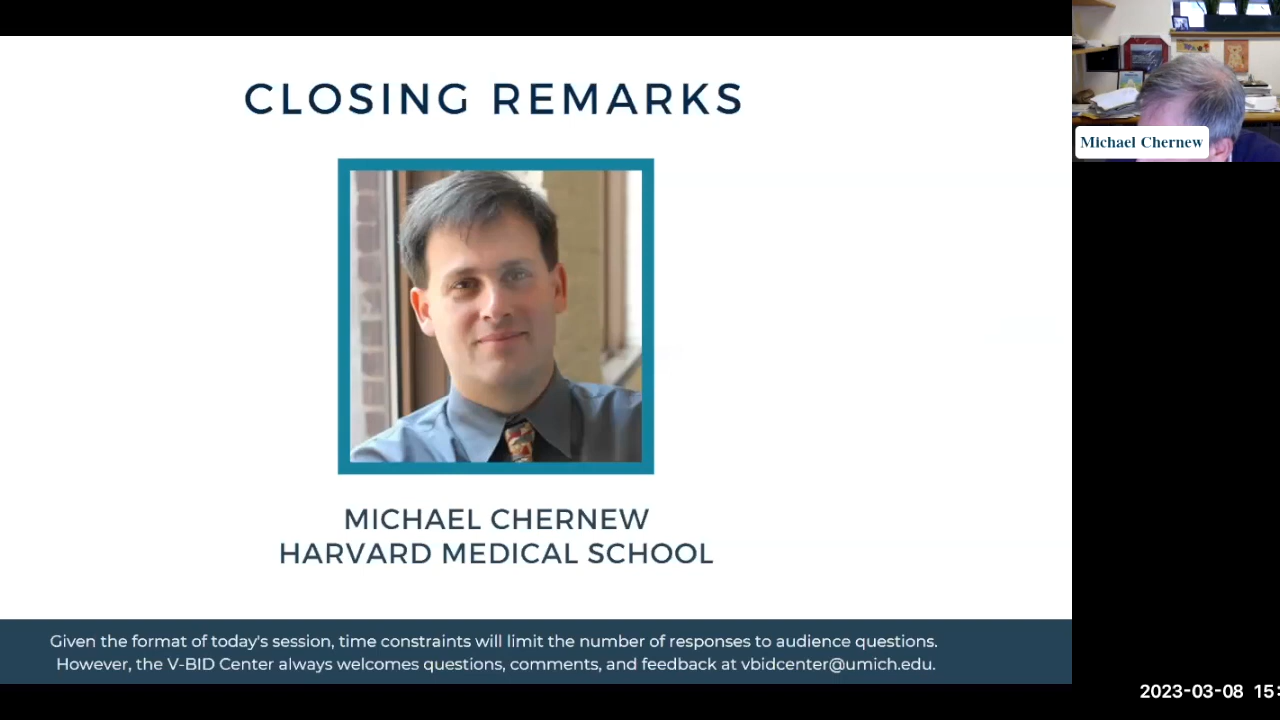 CLOSING REMARKS
Michael Chernew
MICHAEL CHERNEW
HARVARD MEDICAL SCHOOL
Given the format of today's session, time constraints will limit the number of responses to audience questions.
However, the V-BID Center always welcomes questions, comments, and feedback at vbidcenter@umich.edu.
2023-03-08 15: